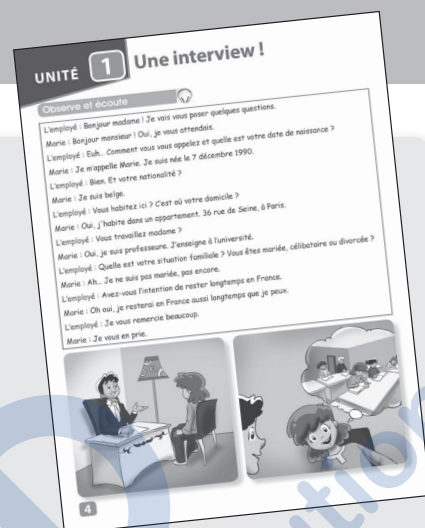 UNITÉ 1 Une interview !
Observe et écoute
L'employé : Bonjour madame ! Je vais vous poser quelques questions.
Marie : Bonjour monsieur ! Oui, je vous attendais.
L'employé : Euh... Comment vous vous appelez et quelle est votre date de naissance ?
Marie : Je m'appelle Marie. Je suis née le 7 décembre 1990.
L'employé : Bien. Et votre nationalité ?
Marie : Je suis belge.
L'employé : Vous habitez ici ? C'est où votre domicile ?
Marie : Oui, j'habite dans un appartement. 36 rue de Seine, à Paris.
L'employé : Vous travaillez madame ?
Marie : Oui, je suis professeure. J'enseigne à l'université.
L'employé : Quelle est votre situation familiale ? Vous êtes mariée, célibataire ou divorcée ?
Marie : Ah... Je ne suis pas mariée, pas encore.
L'employé : Avez-vous l'intention de rester longtemps en France.
Marie : Oh oui, je resterai en France aussi longtemps que je peux.
L'employé : Je vous remercie beaucoup.
Marie : Je vous en prie.
4